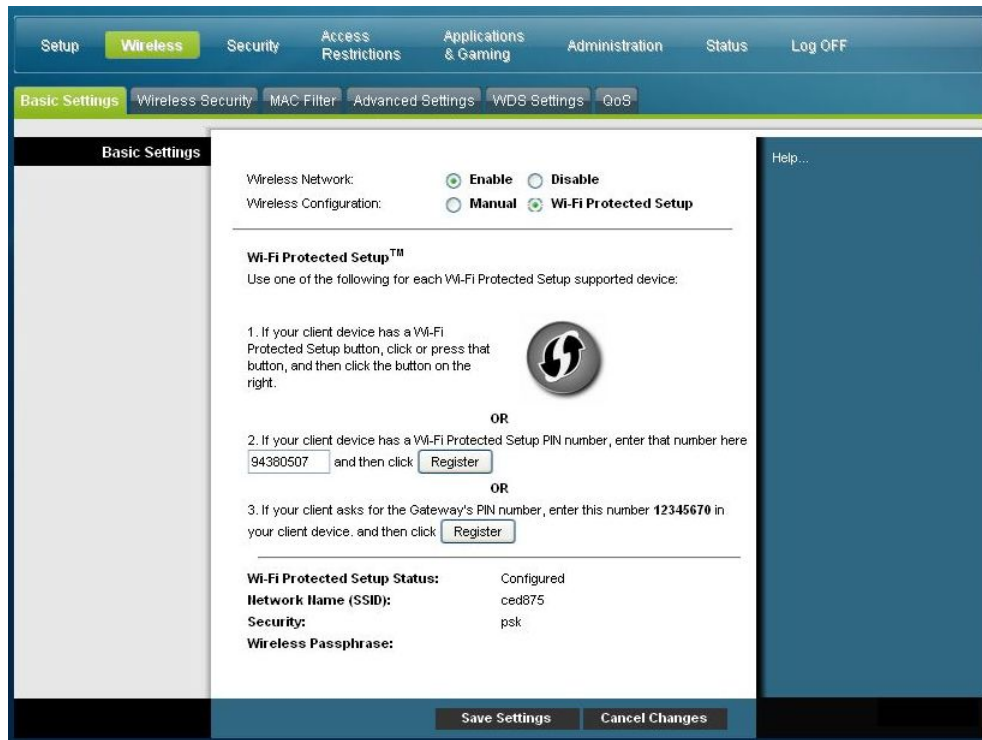 Setup
Wireless
Security
Access
Restrictions
Applications
& Gaming
Administration
Status
Log OFF
Basic Settings
Wireless Security
MAC Filter
Advanced Settings
WDS Settings
QoS
Basic Settings
Help...
Wireless Network: Enable Disable
Wireless Configuration: Manual Wi-Fi Protected Setup
Wi-Fi Protected Setup™
Use one of the following for each Wi-Fi Protected Setup supported device:
1. If your client device has a Wi-Fi
Protected Setup button, click or press that
button, and then click the button on the
right.
OR
2. If your client device has a Wi-Fi Protected Setup PIN number, enter that number here
94380507 and then click Register
OR
3. If your client asks for the Gateway's PIN number, enter this number 12345670 in
your client device. and then click Register
Wi-Fi Protected Setup Status: Configured
Network Name (SSID): ced875
Security: psk
Wireless Passphrase:
Save Settings
Cancel Changes